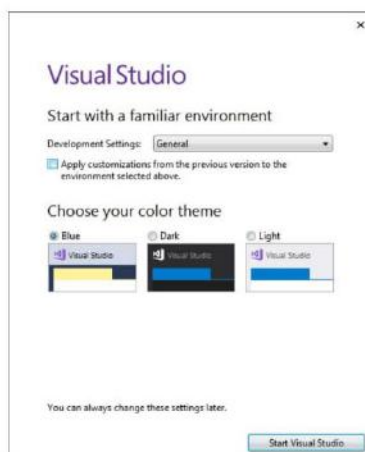 Visual Studio
Start with a familiar environment
Development Settings: General
Apply customizations from the previous version to the
environment selected above.
Choose your color theme
Blue Dark Light
Visual Studio Visual Studio Visual Studio
You can always change these settings later.
Start Visual Studio